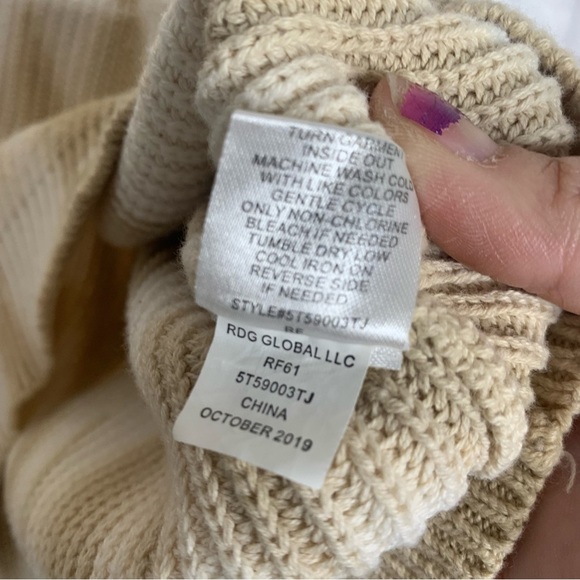 TURN GARMENT
INSIDE OUT
MACHINE WASH COLD
WITH LIKE COLORS
GENTLE CYCLE
ONLY NON-CHLORINE
BLEACH IF NEEDED
TUMBLE DRY LOW
COOL IRON ON
REVERSE SIDE
IF NEEDED
STYLE#5T59003TJ
RDG GLOBAL LLC
RF61
5T59003TJ
CHINA
OCTOBER 2019